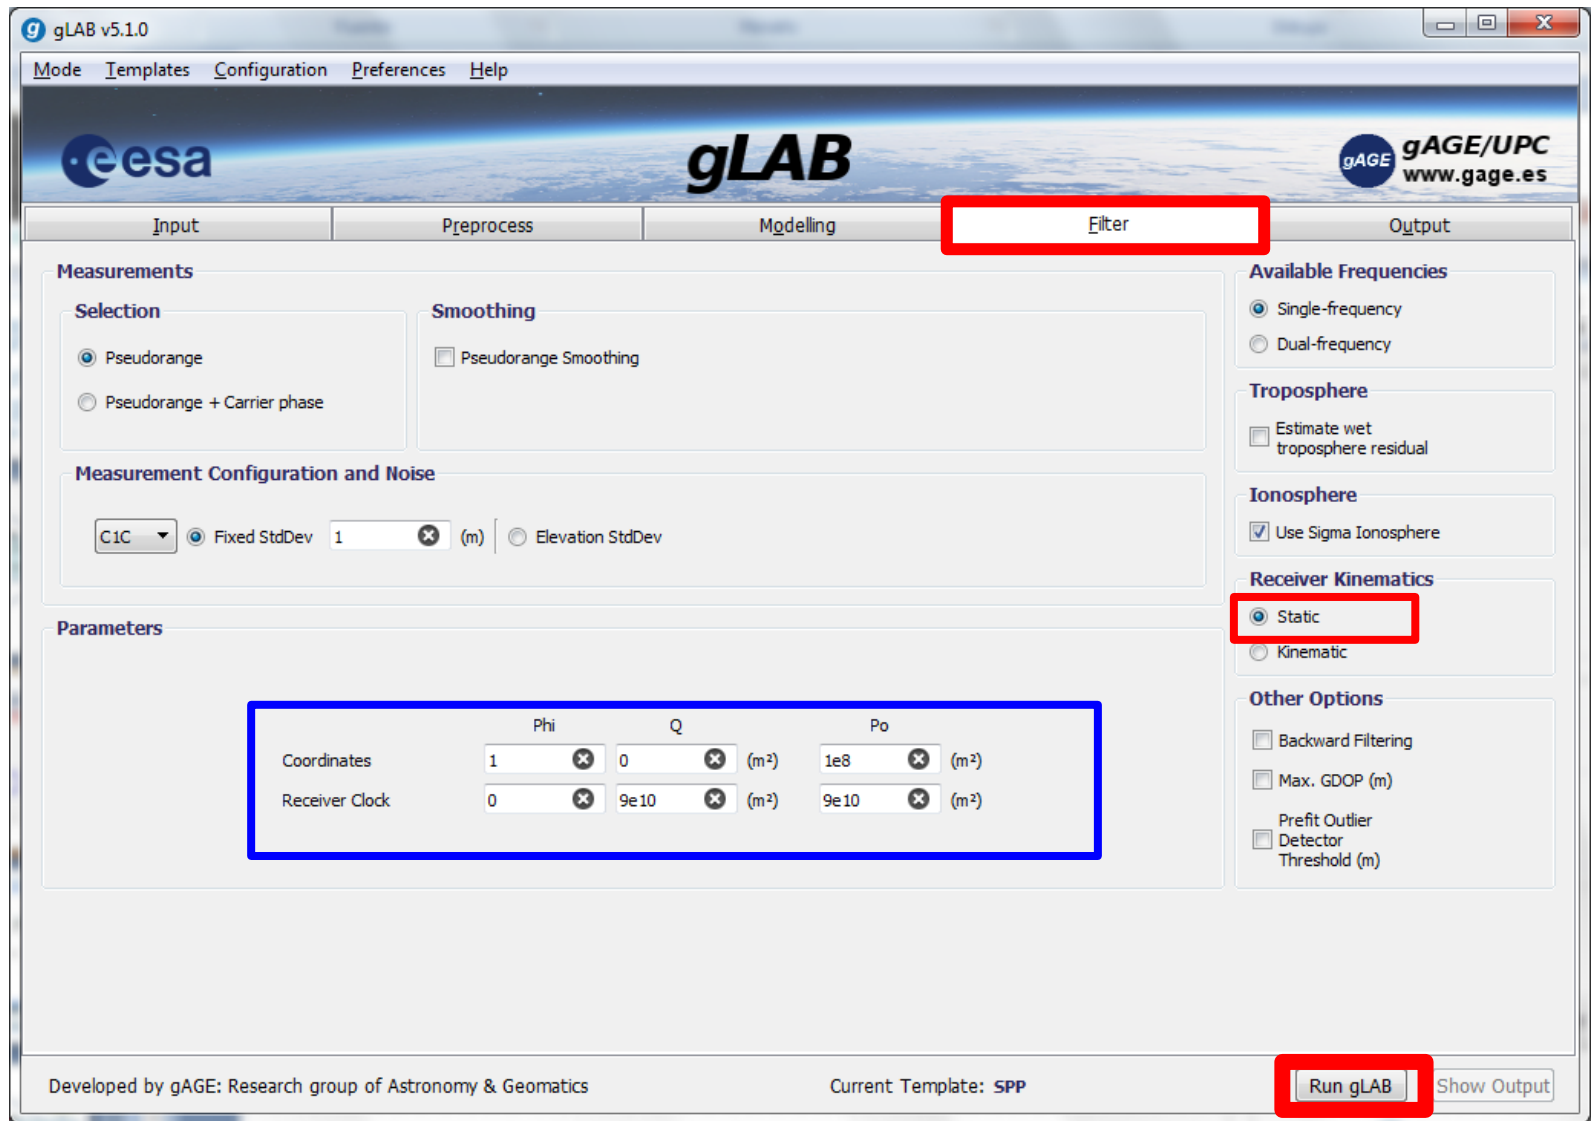 gLAB v5.1.0
Mode Templates Configuration Preferences Help
esa
gLAB
gAGE
gAGE/UPC
www.gage.es
Input Preprocess Modelling Filter Output
Measurements
Selection
Pseudorange
Pseudorange + Carrier phase
Smoothing
Pseudorange Smoothing
Measurement Configuration and Noise
C1C Fixed StdDev 1 (m) Elevation StdDev
Parameters
Phi Q Po
Coordinates 1 0 (m²) 1e8 (m²)
Receiver Clock 0 9e10 (m²) 9e10 (m²)
Available Frequencies
Single-frequency
Dual-frequency
Troposphere
Estimate wet
troposphere residual
Ionosphere
Use Sigma Ionosphere
Receiver Kinematics
Static
Kinematic
Other Options
Backward Filtering
Max. GDOP (m)
Prefit Outlier
Detector
Threshold (m)
Developed by gAGE: Research group of Astronomy & Geomatics Current Template: SPP Run gLAB Show Output